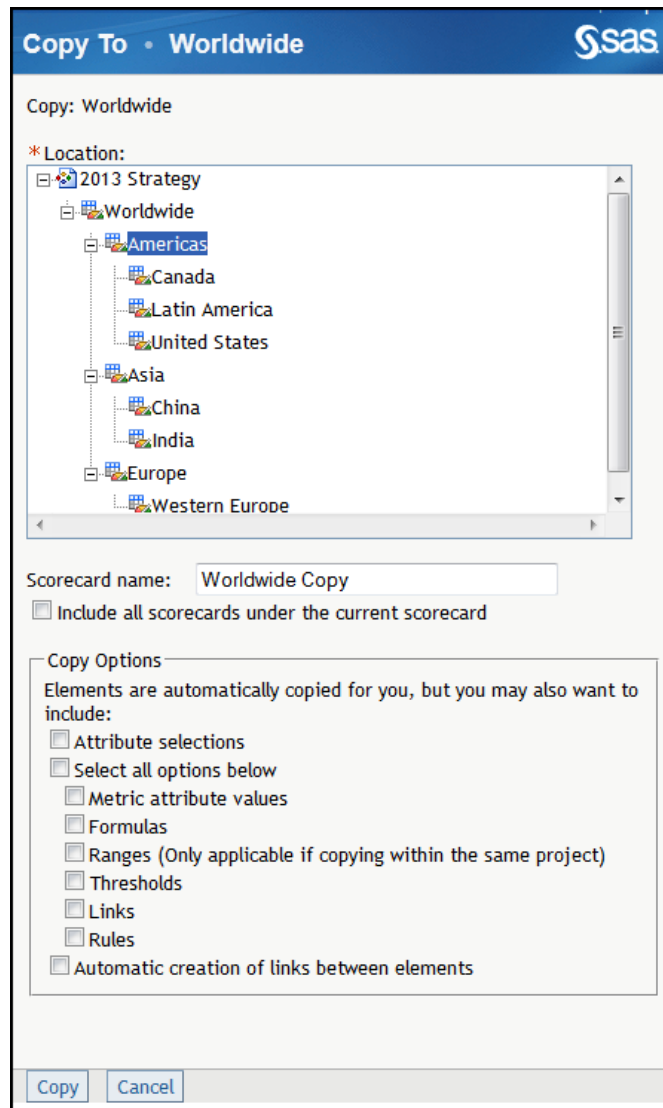 Copy To • Worldwide
sas
Copy: Worldwide
*Location:
2013 Strategy
Worldwide
Americas
Canada
Latin America
United States
Asia
China
India
Europe
Western Europe
Scorecard name: Worldwide Copy
Include all scorecards under the current scorecard
Copy Options
Elements are automatically copied for you, but you may also want to
include:
Attribute selections
Select all options below
Metric attribute values
Formulas
Ranges (Only applicable if copying within the same project)
Thresholds
Links
Rules
Automatic creation of links between elements
Copy Cancel